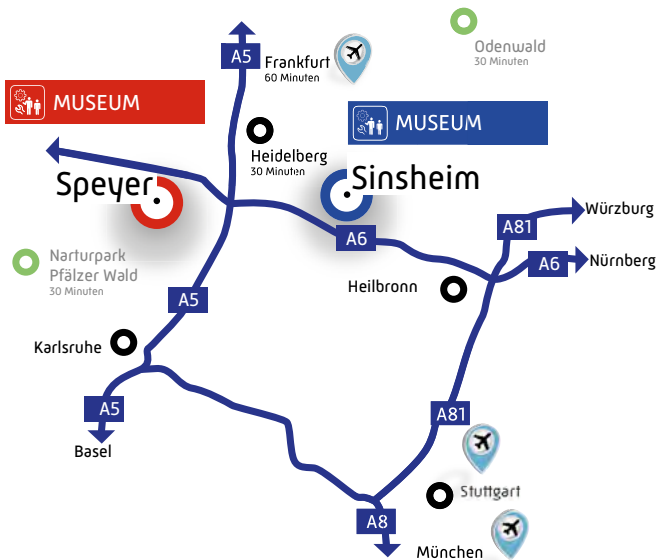 A5
Frankfurt
60 Minuten
Odenwald
30 Minuten
MUSEUM
MUSEUM
Heidelberg
30 Minuten
Speyer
Sinsheim
A81
Würzburg
A6
A6
Nürnberg
Narturpark
Pfälzer Wald
30 Minuten
Heilbronn
A5
Karlsruhe
A5
A81
Basel
Stuttgart
A8
München